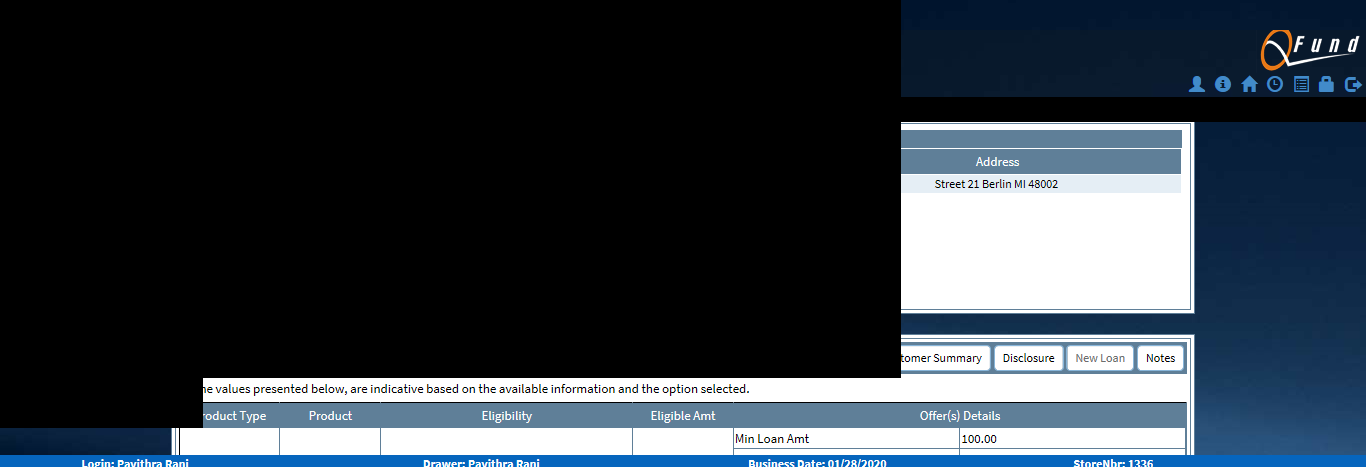 Fund
Address
Street 21 Berlin MI 48002
tomer Summary Disclosure New Loan Notes
he values presented below, are indicative based on the available information and the option selected.
roduct Type Product Eligibility Eligible Amt Offer(s) Details
Min Loan Amt 100.00
Login: Pavithra Rani Drawer: Pavithra Rani Business Date: 01/28/2020 StoreNbr: 1336